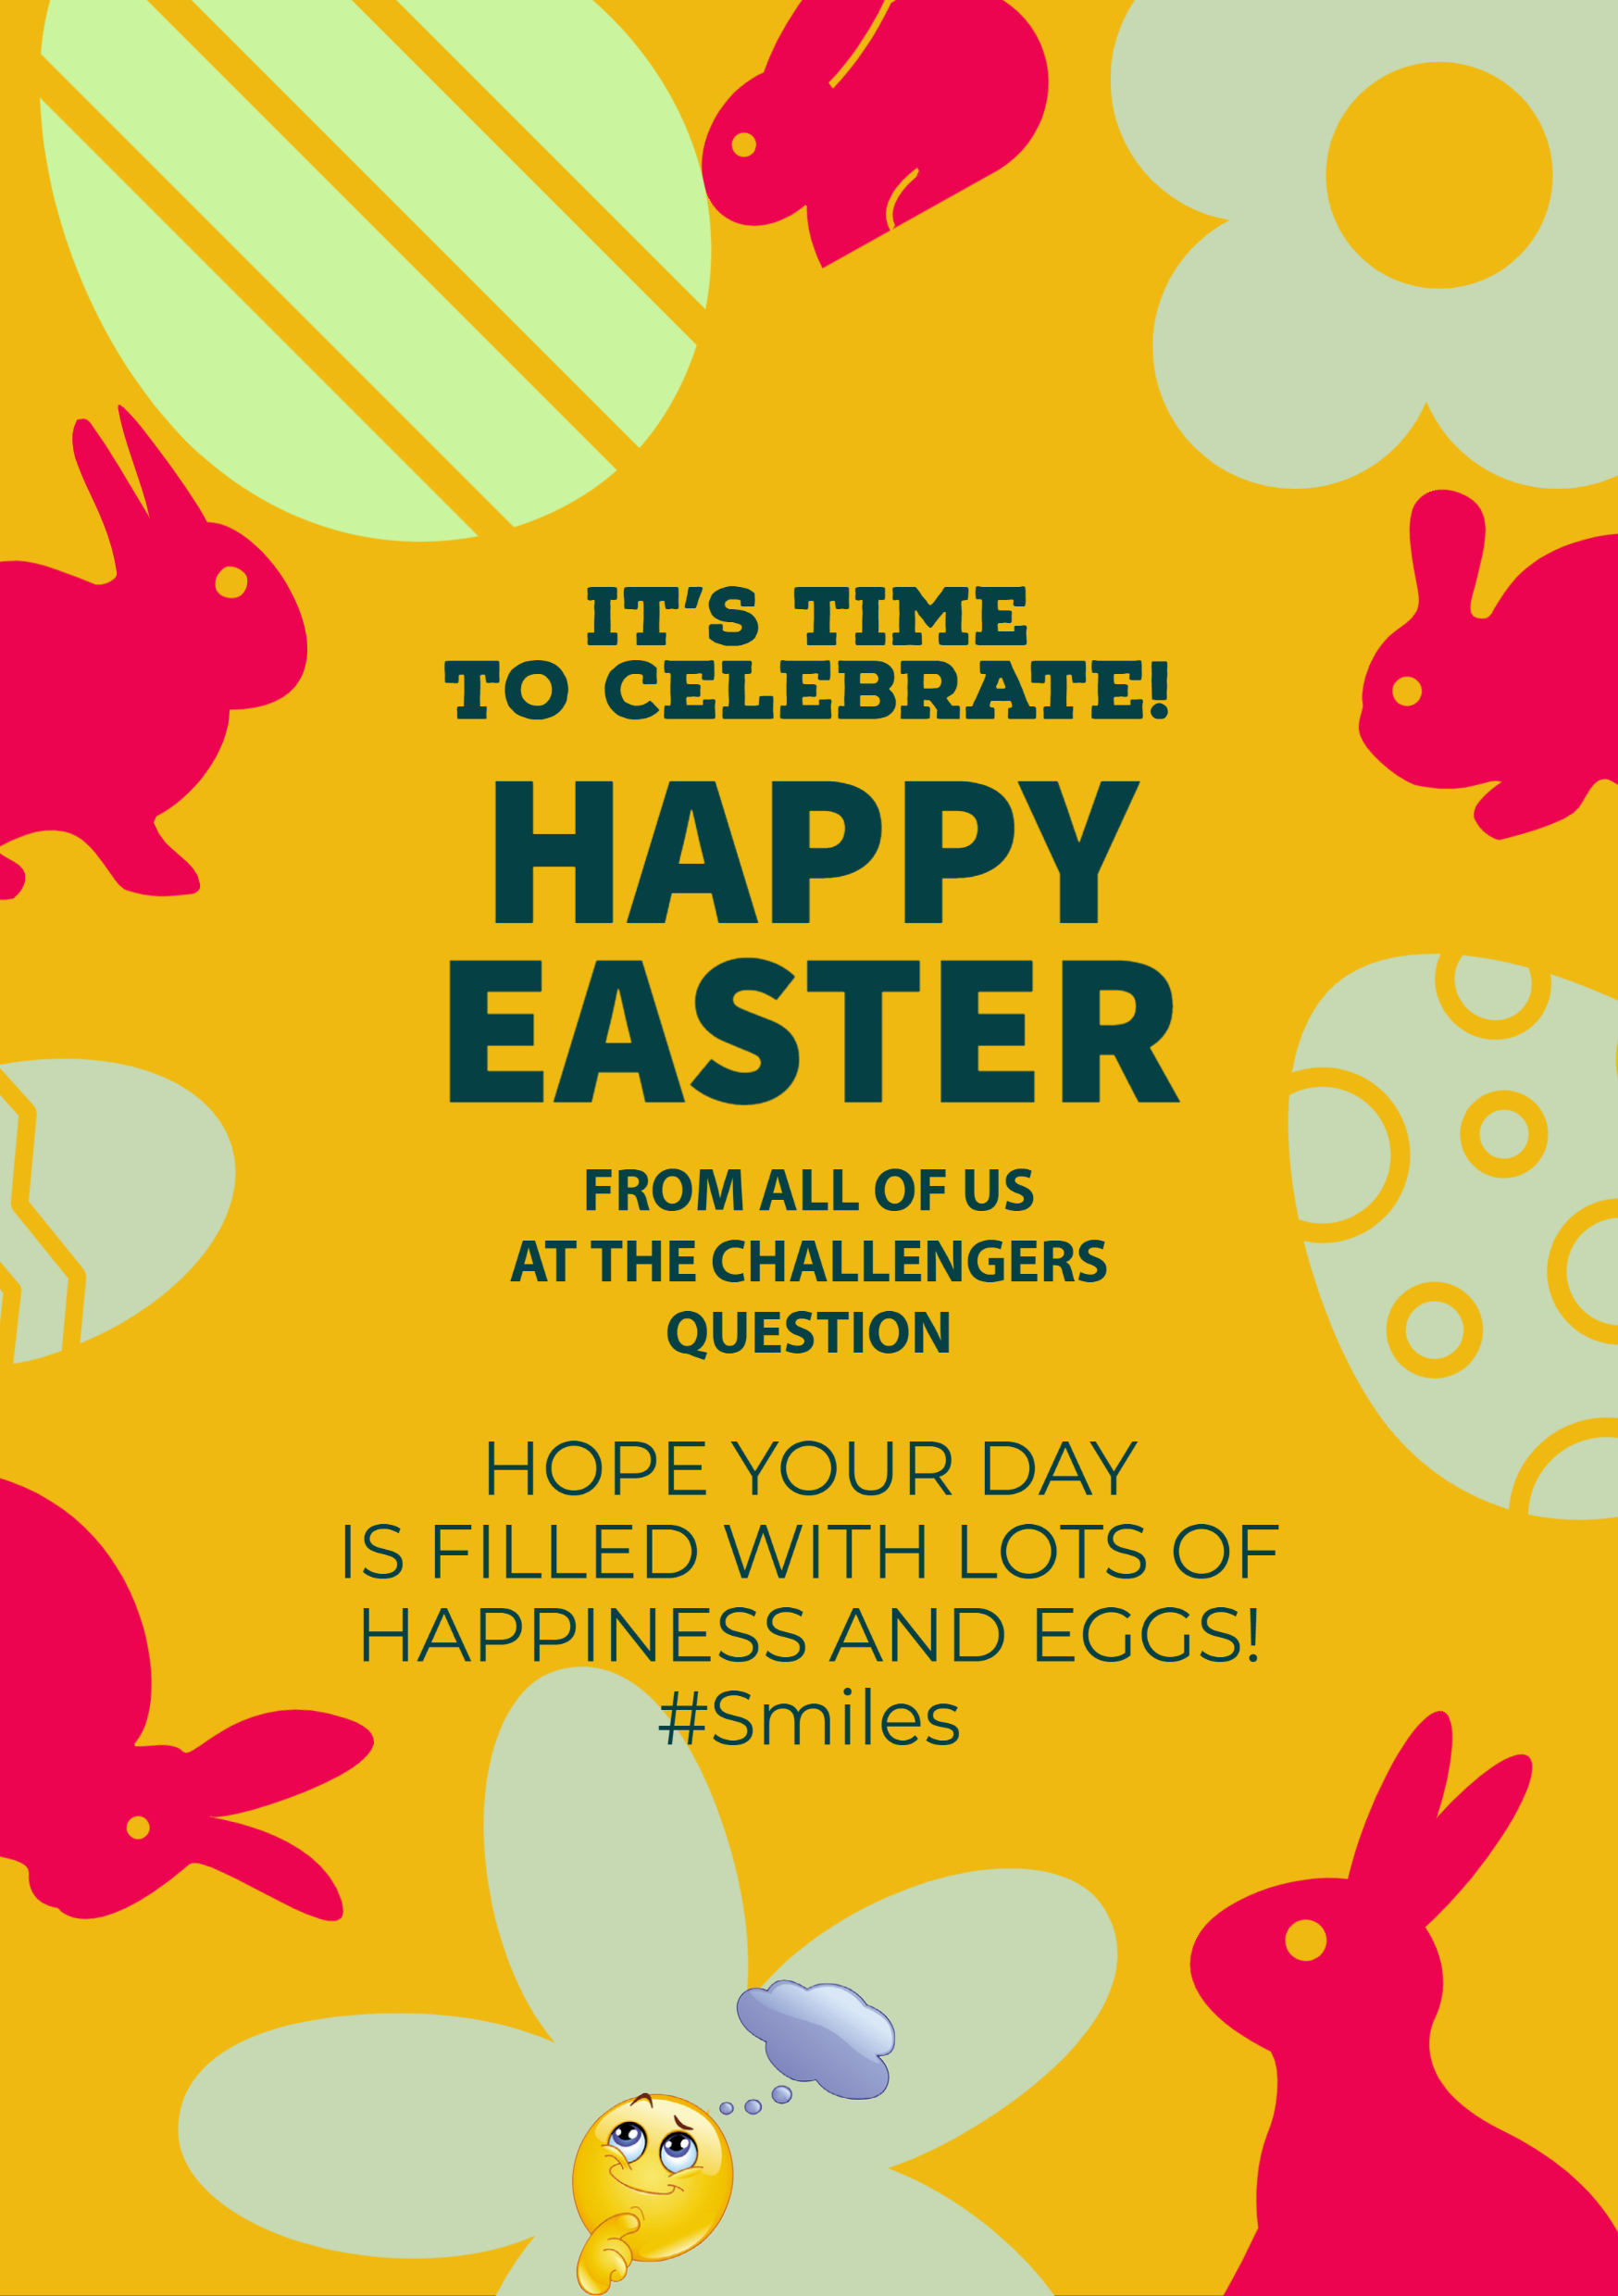 IT'S TIME
TO CELEBRATE!
HAPPY
EASTER
FROM ALL OF US
AT THE CHALLENGERS
QUESTION
HOPE YOUR DAY
IS FILLED WITH LOTS OF
HAPPINESS AND EGGS!
#Smiles